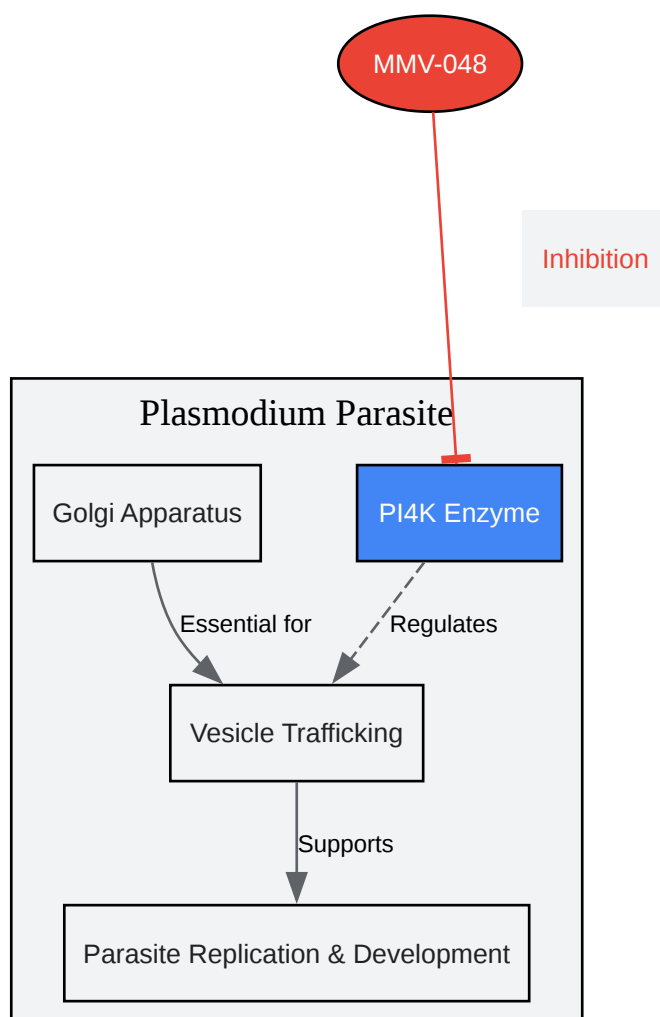 MMV-048
Inhibition
Plasmodium Parasite
Golgi Apparatus
PI4K Enzyme
Essential for
Regulates
Vesicle Trafficking
Supports
Parasite Replication & Development